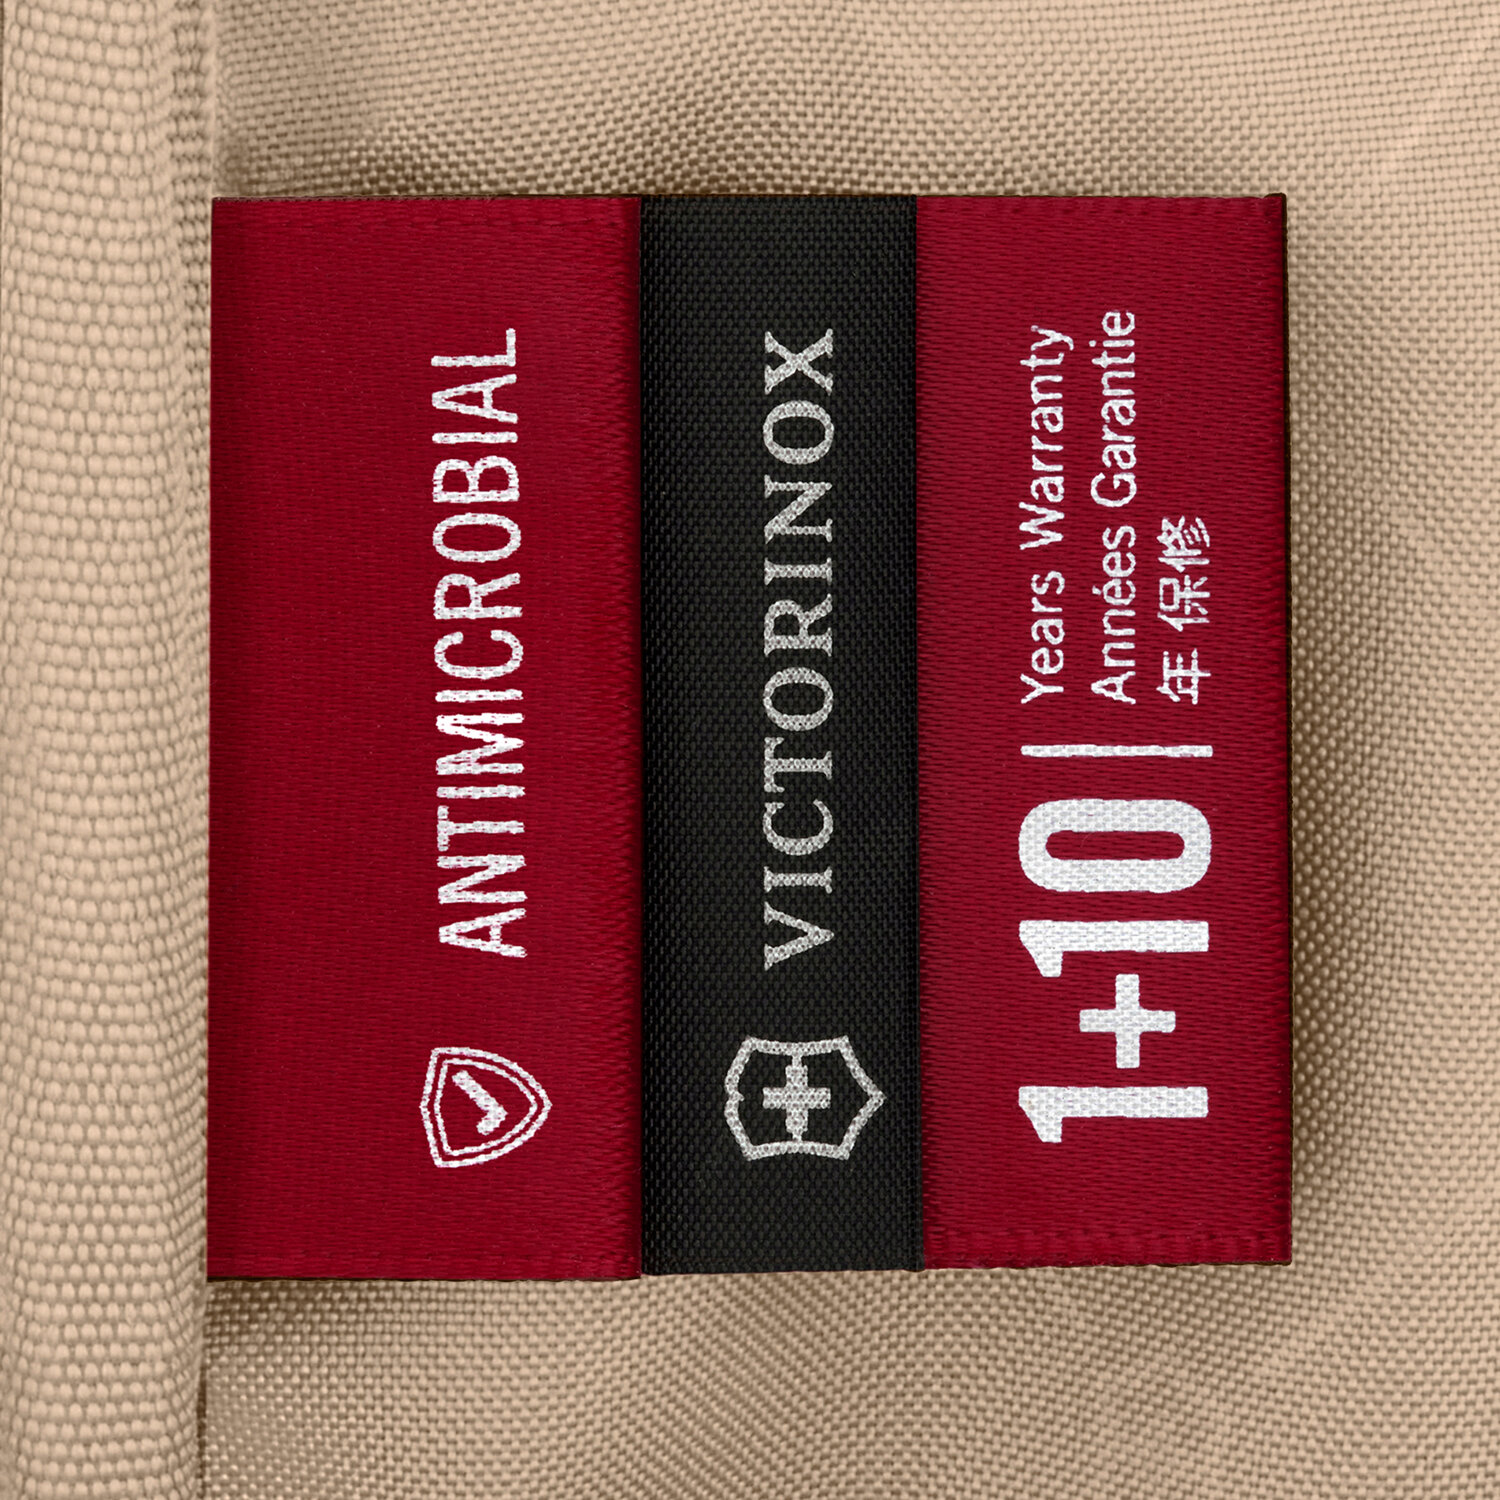 ANTIMICROBIAL
VICTORINOX
1+10
Years Warranty
Années Garantie
年 保修